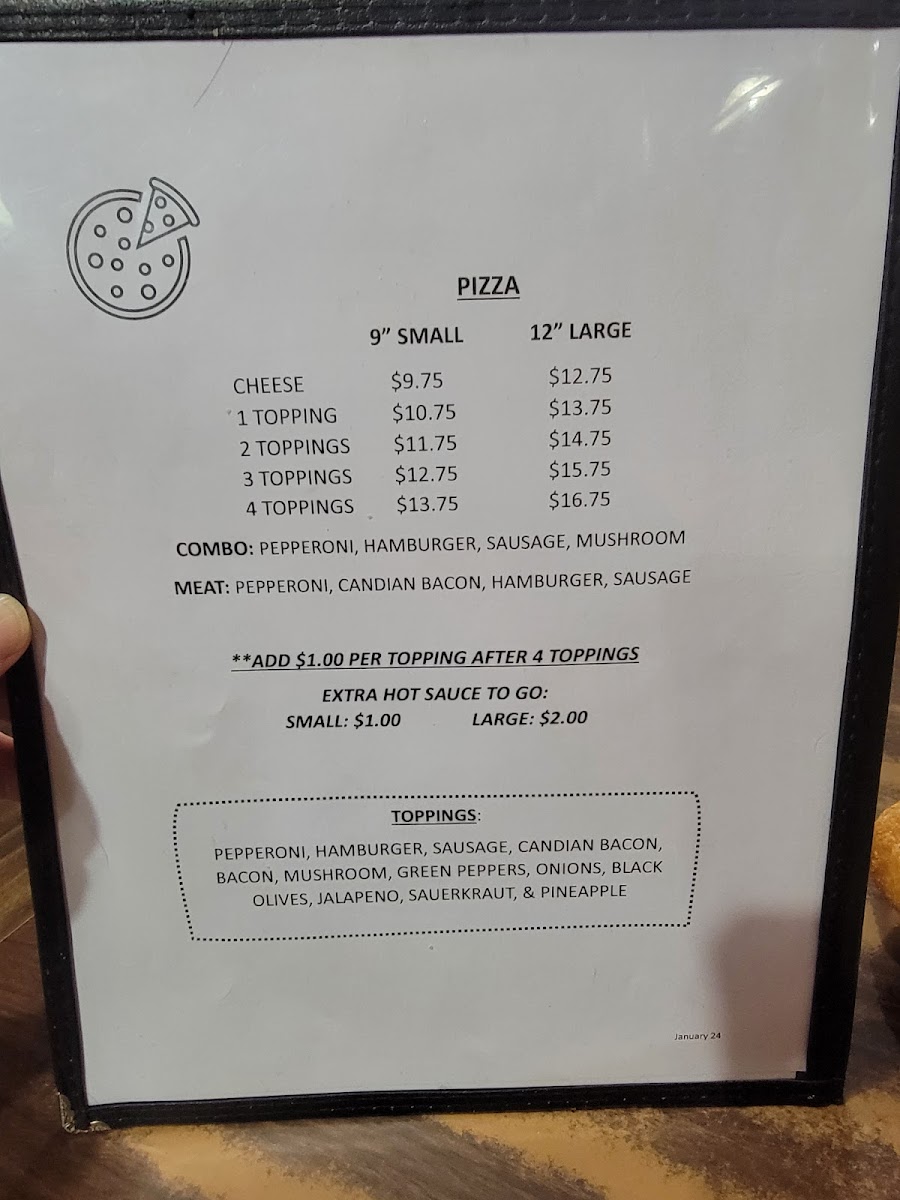 PIZZA
9” SMALL 12” LARGE
CHEESE $9.75 $12.75
1 TOPPING $10.75 $13.75
2 TOPPINGS $11.75 $14.75
3 TOPPINGS $12.75 $15.75
4 TOPPINGS $13.75 $16.75
COMBO: PEPPERONI, HAMBURGER, SAUSAGE, MUSHROOM
MEAT: PEPPERONI, CANDIAN BACON, HAMBURGER, SAUSAGE
**ADD $1.00 PER TOPPING AFTER 4 TOPPINGS
EXTRA HOT SAUCE TO GO:
SMALL: $1.00 LARGE: $2.00
TOPPINGS:
PEPPERONI, HAMBURGER, SAUSAGE, CANDIAN BACON,
BACON, MUSHROOM, GREEN PEPPERS, ONIONS, BLACK
OLIVES, JALAPENO, SAUERKRAUT, & PINEAPPLE
January 24